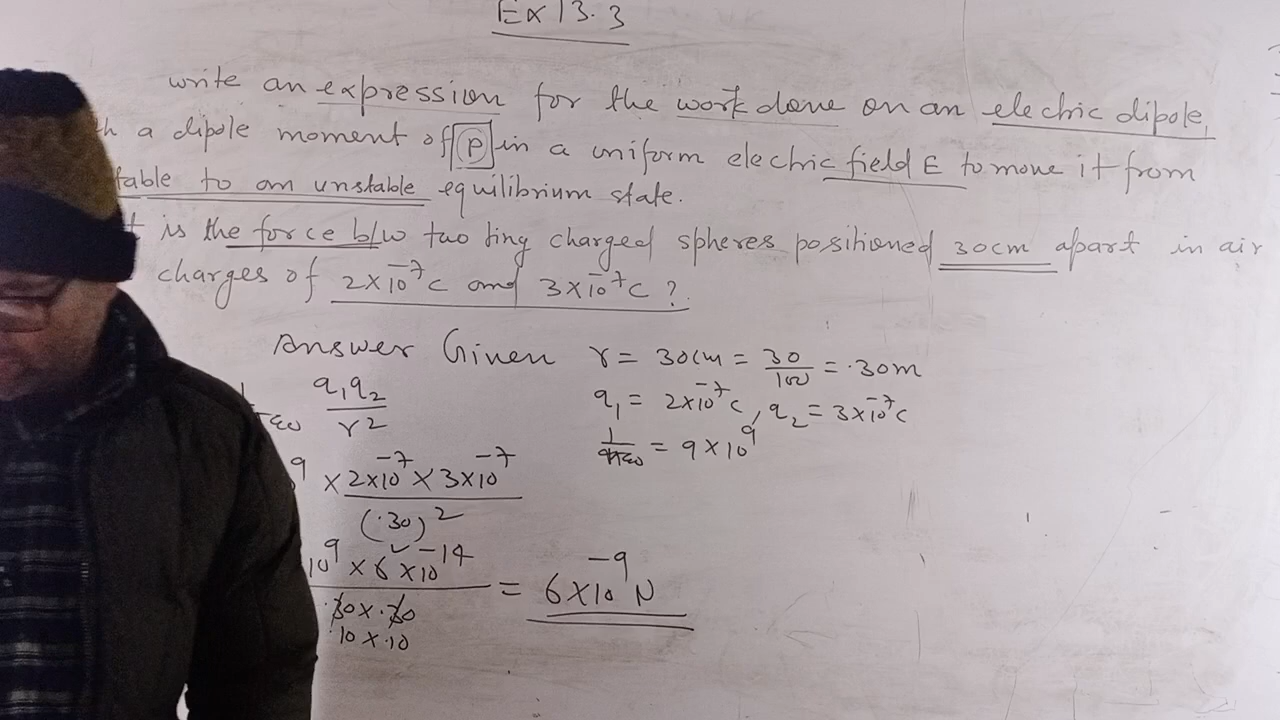 Ex 13.3
write an expression for the work done on an electric dipole,
h a dipole moment of p in a uniform electric field E to move it from
table to an unstable equilibrium state.
t is the force b/w two ting charged spheres positioned 30cm apart in air
charges of 2×10⁻⁷c and 3×10⁻⁷c ?
Answer Given r = 30cm = 30/100 = .30m
q₁q₂/r² q₁ = 2×10⁻⁷c, q₂ = 3×10⁻⁷c
1/4πε₀ = 9×10⁹
⁹ × 2×10⁻⁷ × 3×10⁻⁷
(.30)²
10⁹ × 6 × 10⁻¹⁴ = 6×10⁻⁹ N
.30×.30
10×.10